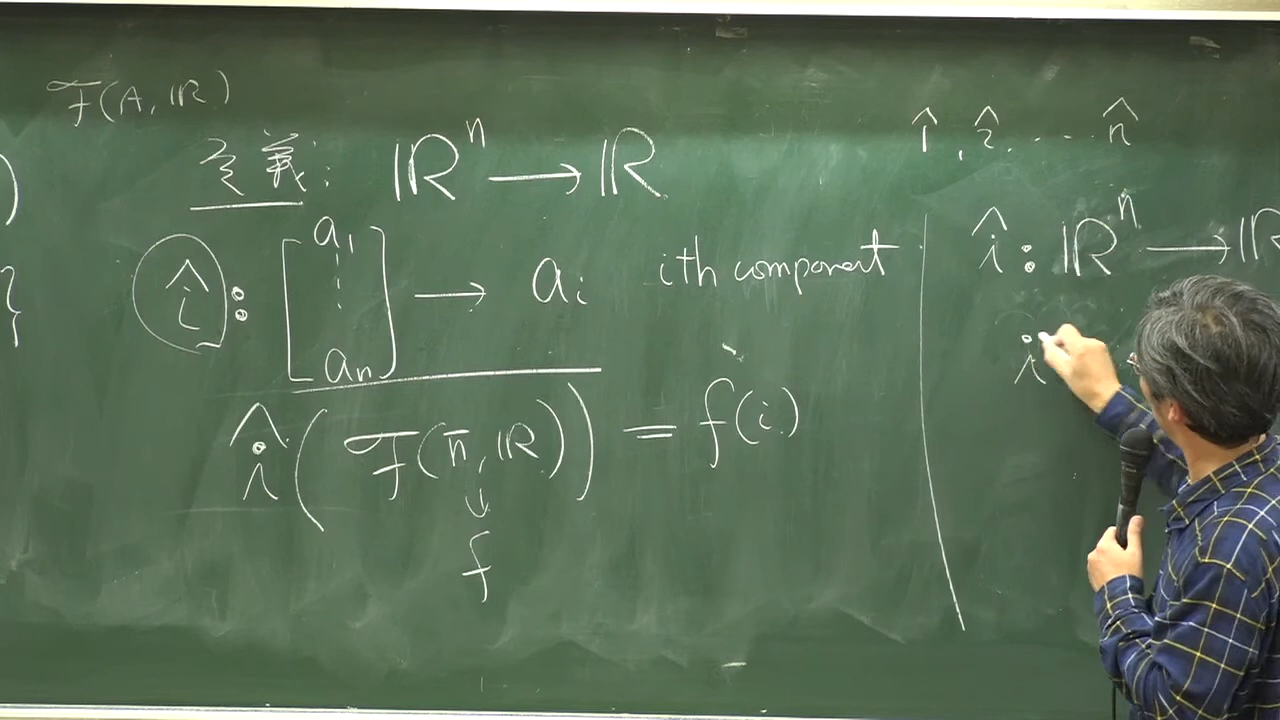 𝓕(A, ℝ)
定義: ℝⁿ → ℝ
î : [a₁ ⋮ aₙ] → aᵢ ith component
î(𝓕(n̄, ℝ)) = f(i)
∪
f
1̂, 2̂, ⋯ n̂
î : ℝⁿ → ℝ
i